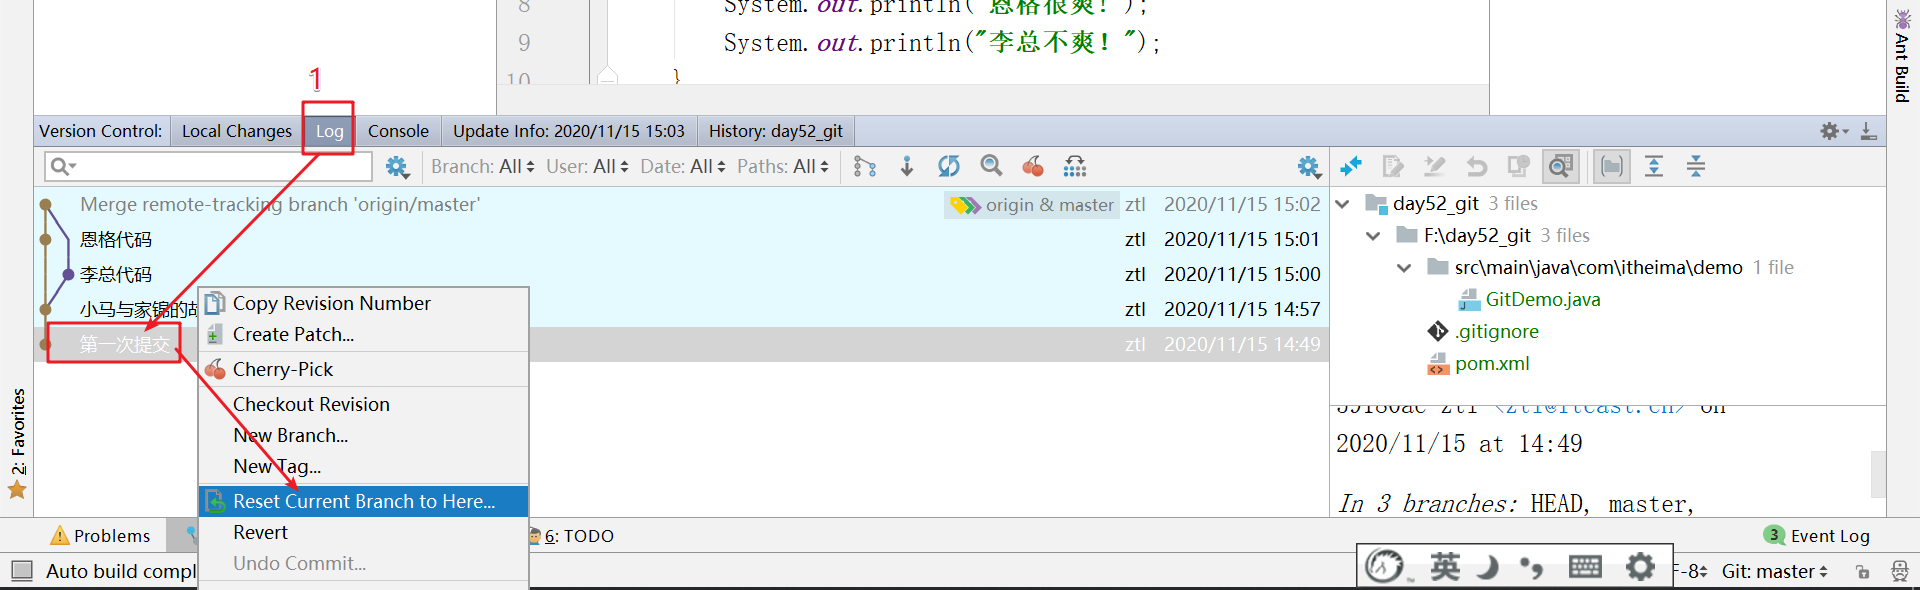 8 System.out.println("恩格很爽！");
9 System.out.println("李总不爽！");
10 }
Ant Build
1
Version Control: Local Changes Log Console Update Info: 2020/11/15 15:03 History: day52_git
Branch: All User: All Date: All Paths: All
Merge remote-tracking branch 'origin/master' origin & master ztl 2020/11/15 15:02
恩格代码 ztl 2020/11/15 15:01
李总代码 ztl 2020/11/15 15:00
小马与家锦的故 ztl 2020/11/15 14:57
第一次提交 ztl 2020/11/15 14:49
Copy Revision Number
Create Patch...
Cherry-Pick
Checkout Revision
New Branch...
New Tag...
Reset Current Branch to Here...
Revert
Undo Commit...
day52_git 3 files
F:\day52_git 3 files
src\main\java\com\itheima\demo 1 file
GitDemo.java
.gitignore
pom.xml
ztl <ztl@itcast.cn> on
2020/11/15 at 14:49
In 3 branches: HEAD, master,
2: Favorites
Problems 6: TODO 3 Event Log
Auto build compl 英 F-8 Git: master